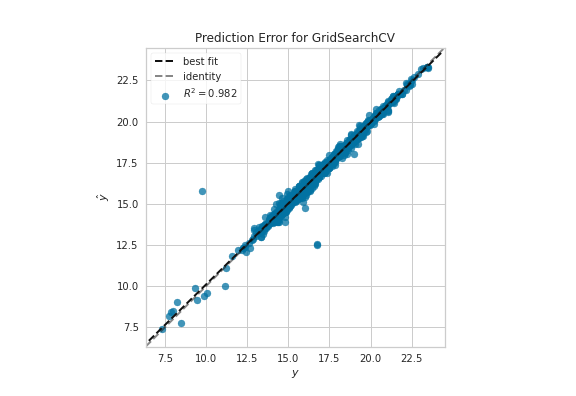 Prediction Error for GridSearchCV
best fit
identity
R² = 0.982
22.5
20.0
17.5
15.0
12.5
10.0
7.5
ŷ
7.5 10.0 12.5 15.0 17.5 20.0 22.5
y